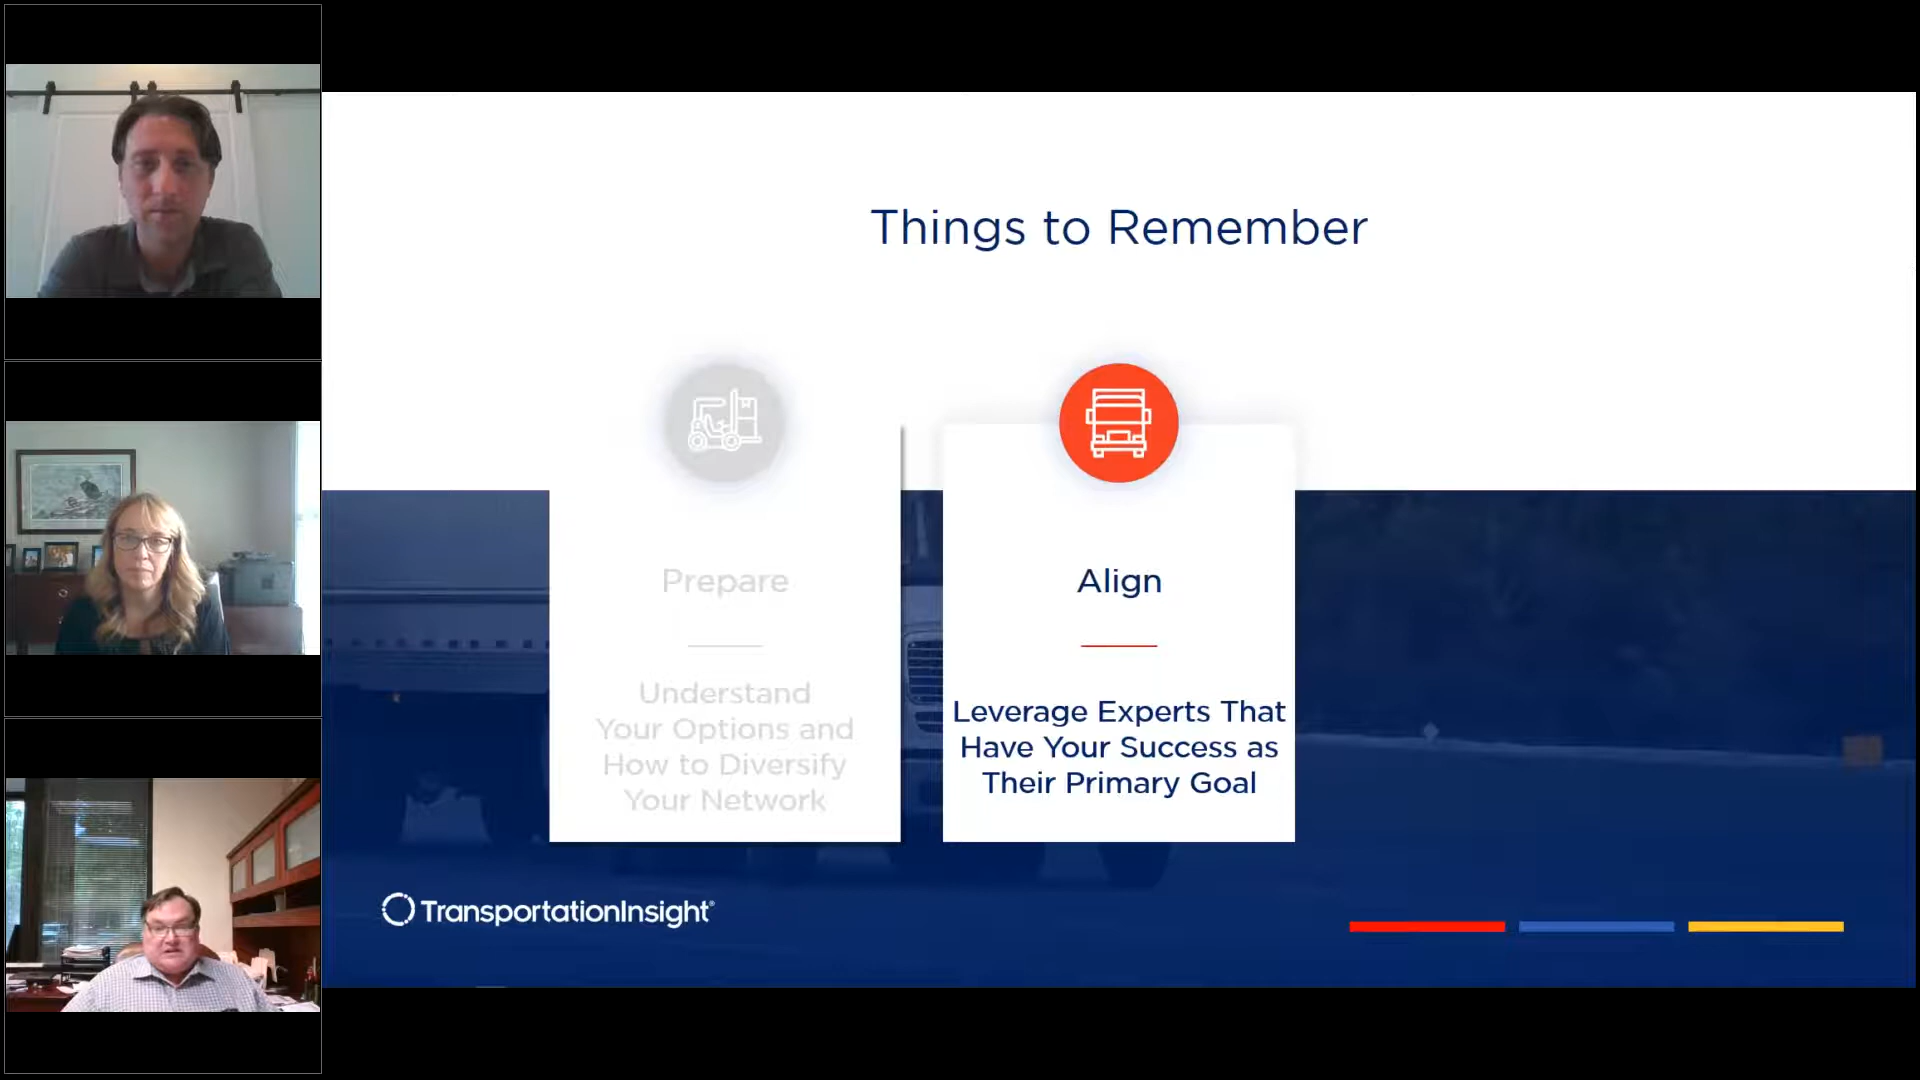 Things to Remember
Prepare
Understand
Your Options and
How to Diversify
Your Network
Align
Leverage Experts That
Have Your Success as
Their Primary Goal
TransportationInsight®